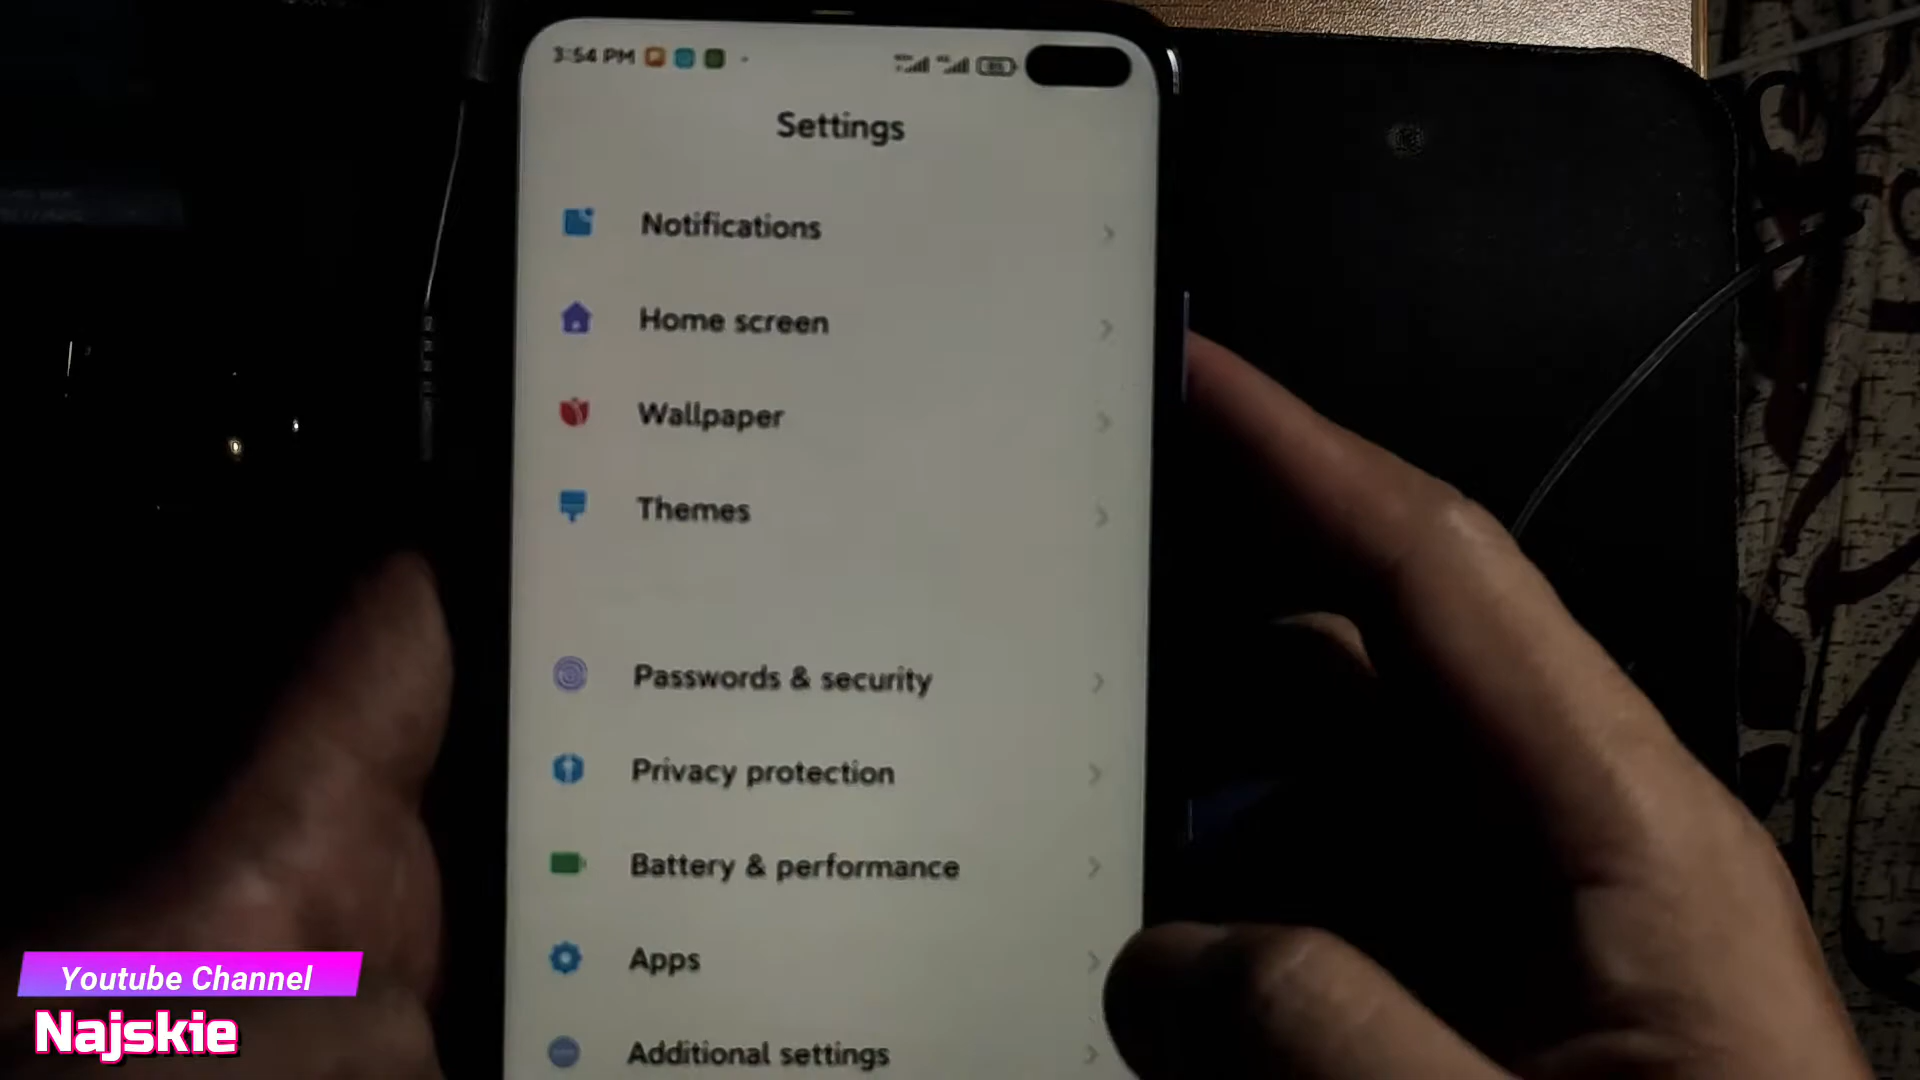 3:54 PM
Settings
Notifications
Home screen
Wallpaper
Themes
Passwords & security
Privacy protection
Battery & performance
Apps
Additional settings
Youtube Channel
Najskie